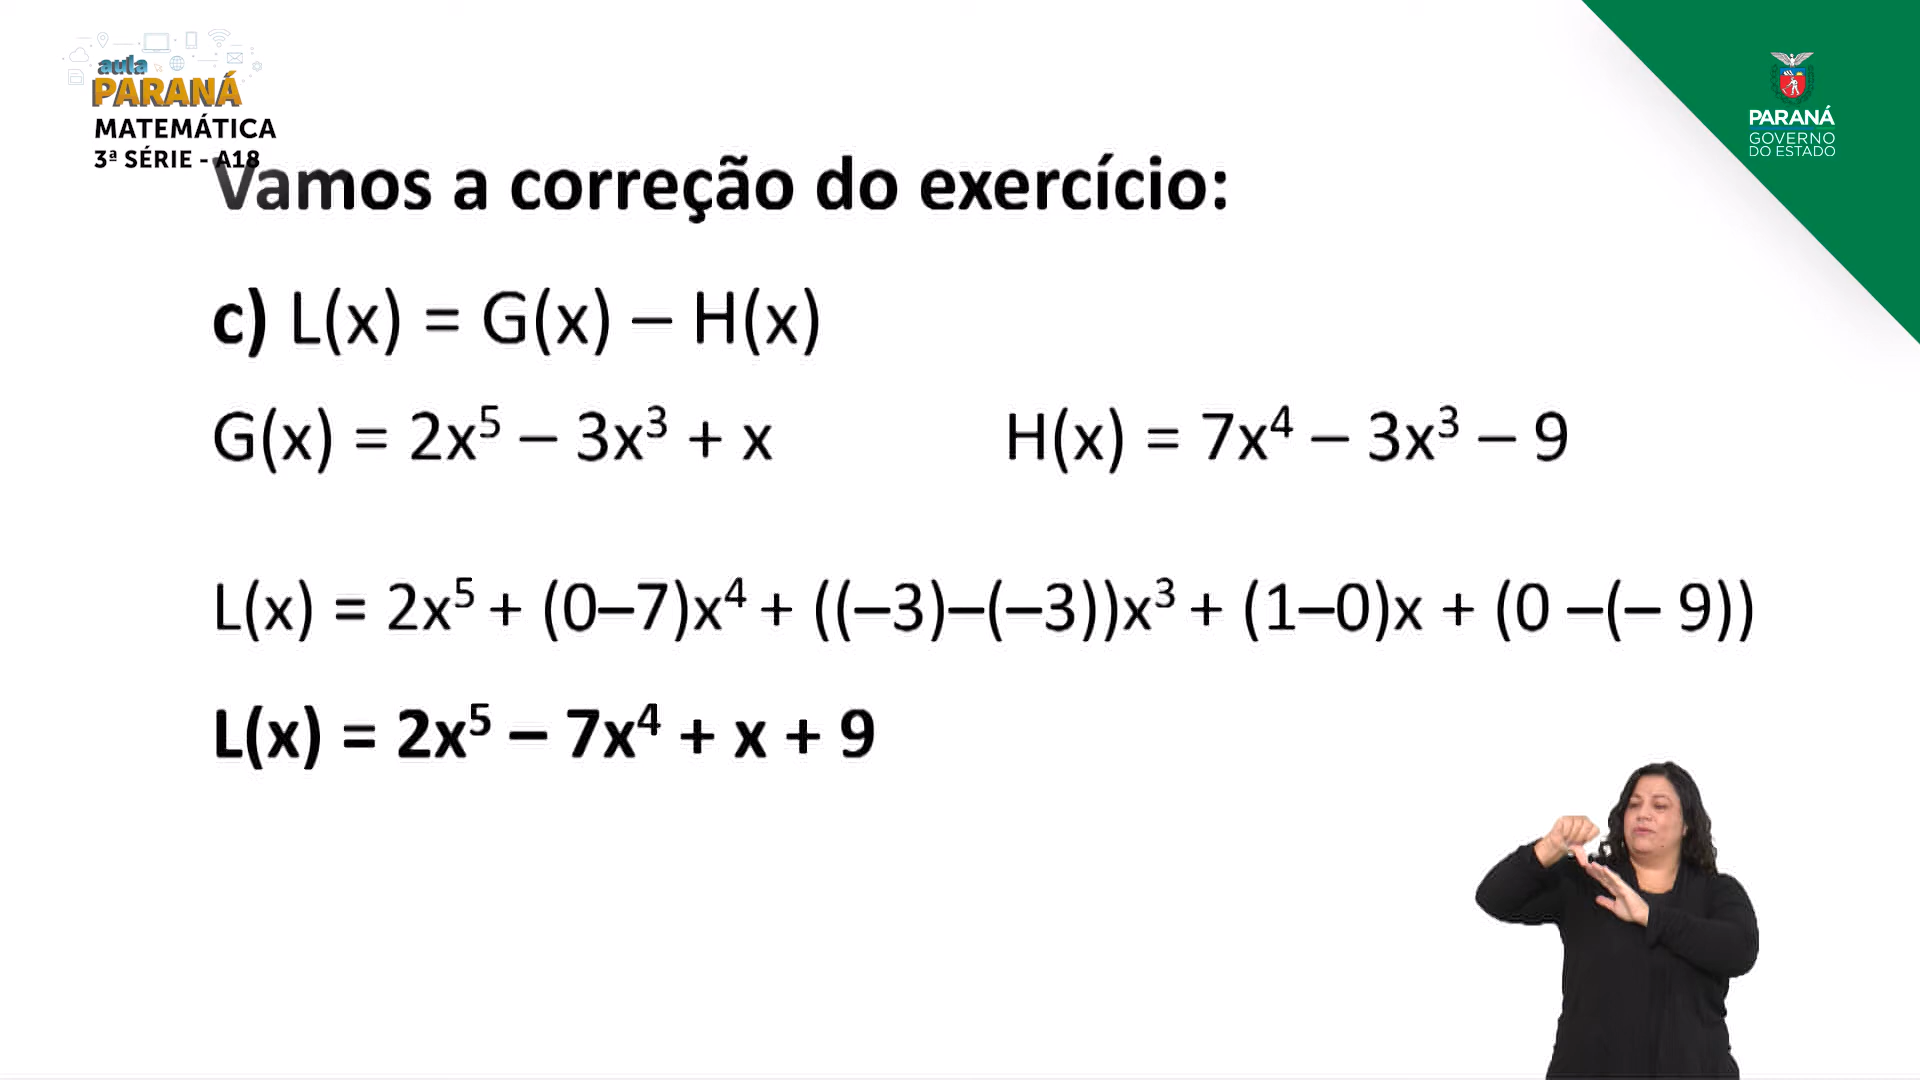 aula
PARANÁ
MATEMÁTICA
3ª SÉRIE - A18
PARANÁ
GOVERNO
DO ESTADO
Vamos a correção do exercício:
c) L(x) = G(x) – H(x)
G(x) = 2x⁵ – 3x³ + x
H(x) = 7x⁴ – 3x³ – 9
L(x) = 2x⁵ + (0–7)x⁴ + ((–3)–(–3))x³ + (1–0)x + (0 –(– 9))
L(x) = 2x⁵ – 7x⁴ + x + 9